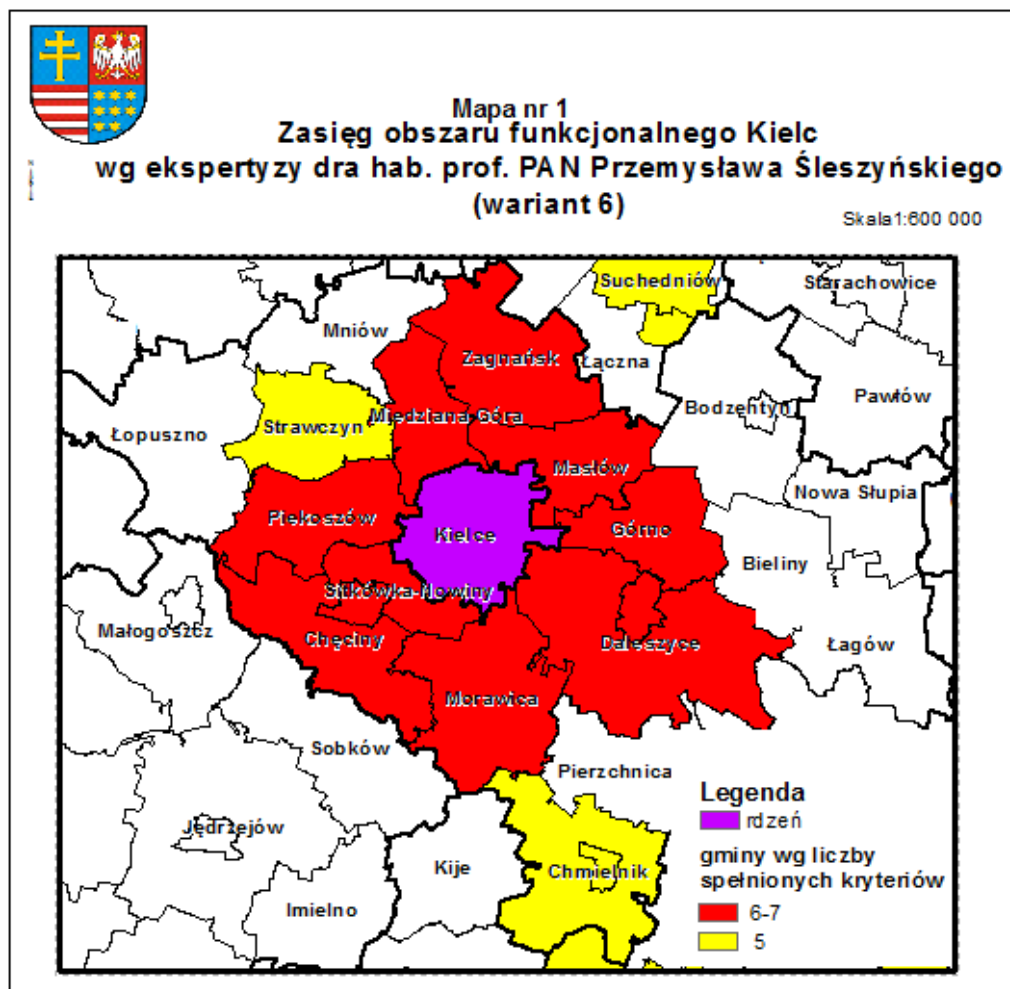 Mapa nr 1
Zasięg obszaru funkcjonalnego Kielc
wg ekspertyzy dra hab. prof. PAN Przemysława Śleszyńskiego
(wariant 6)
Skala1:600 000
Suchedniów
Starachowice
Mniów
Zagnańsk
Łączna
Pawłów
Bodzentyn
Miedziana-Góra
Strawczyn
Łopuszno
Masłów
Nowa Słupia
Piekoszów
Kielce
Górno
Bieliny
Sitkówka-Nowiny
Małogoszcz
Chęciny
Daleszyce
Łagów
Morawica
Sobków
Pierzchnica
Legenda
rdzeń
Jędrzejów
gminy wg liczby
spełnionych kryteriów
Kije
Chmielnik
Imielno
6-7
5